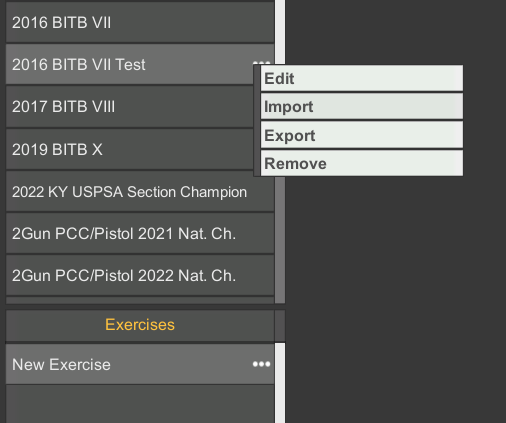 2016 BITB VII
2016 BITB VII Test
Edit
Import
2017 BITB VIII
Export
2019 BITB X
Remove
2022 KY USPSA Section Champion
2Gun PCC/Pistol 2021 Nat. Ch.
2Gun PCC/Pistol 2022 Nat. Ch.
Exercises
New Exercise